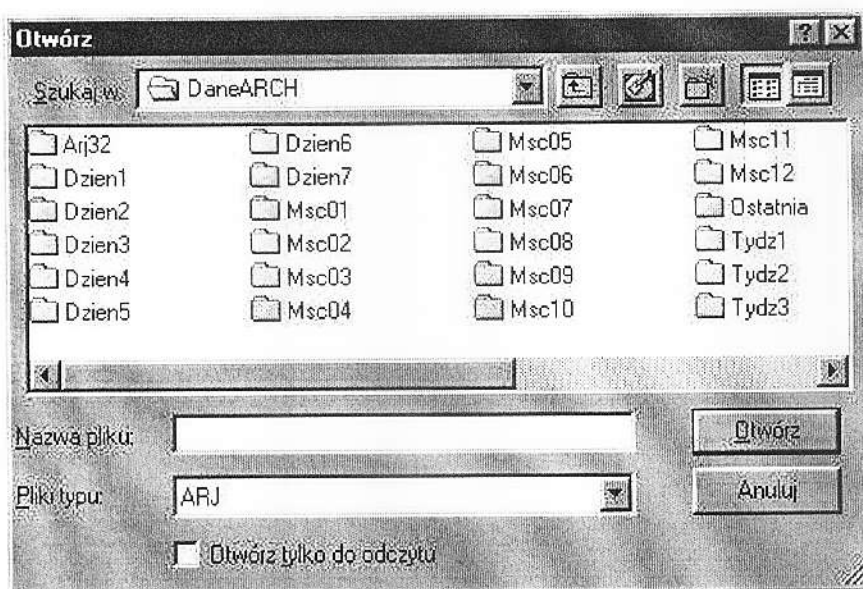 Otwórz
Szukaj w: DaneARCH
Arj32 Dzien6 Msc05 Msc11
Dzien1 Dzien7 Msc06 Msc12
Dzien2 Msc01 Msc07 Ostatnia
Dzien3 Msc02 Msc08 Tydz1
Dzien4 Msc03 Msc09 Tydz2
Dzien5 Msc04 Msc10 Tydz3
Nazwa pliku: Otwórz
Pliki typu: ARJ Anuluj
Otwórz tylko do odczytu